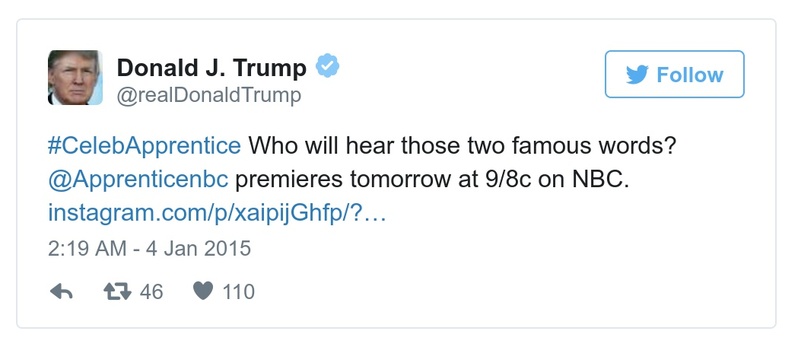 Donald J. Trump
@realDonaldTrump
Follow
#CelebApprentice Who will hear those two famous words?
@Apprenticenbc premieres tomorrow at 9/8c on NBC.
instagram.com/p/xaipijGhfp/?…
2:19 AM - 4 Jan 2015
46 110